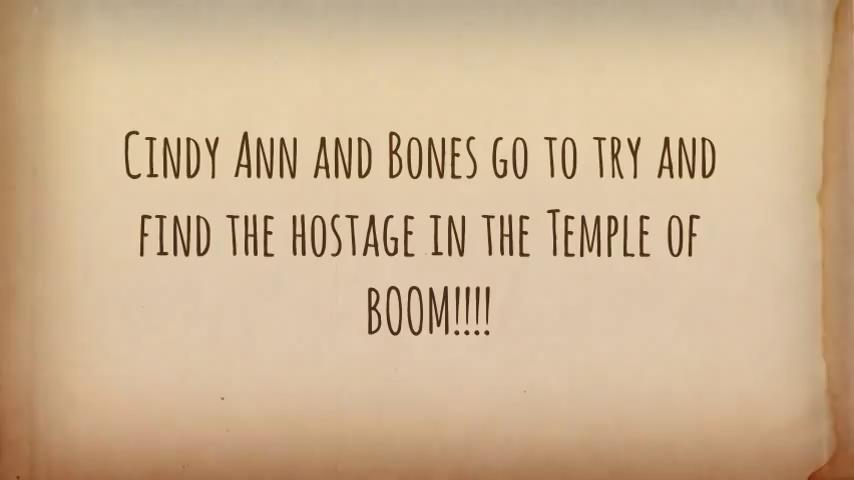 Cindy Ann and Bones go to try and
find the hostage in the Temple of
BOOM!!!!